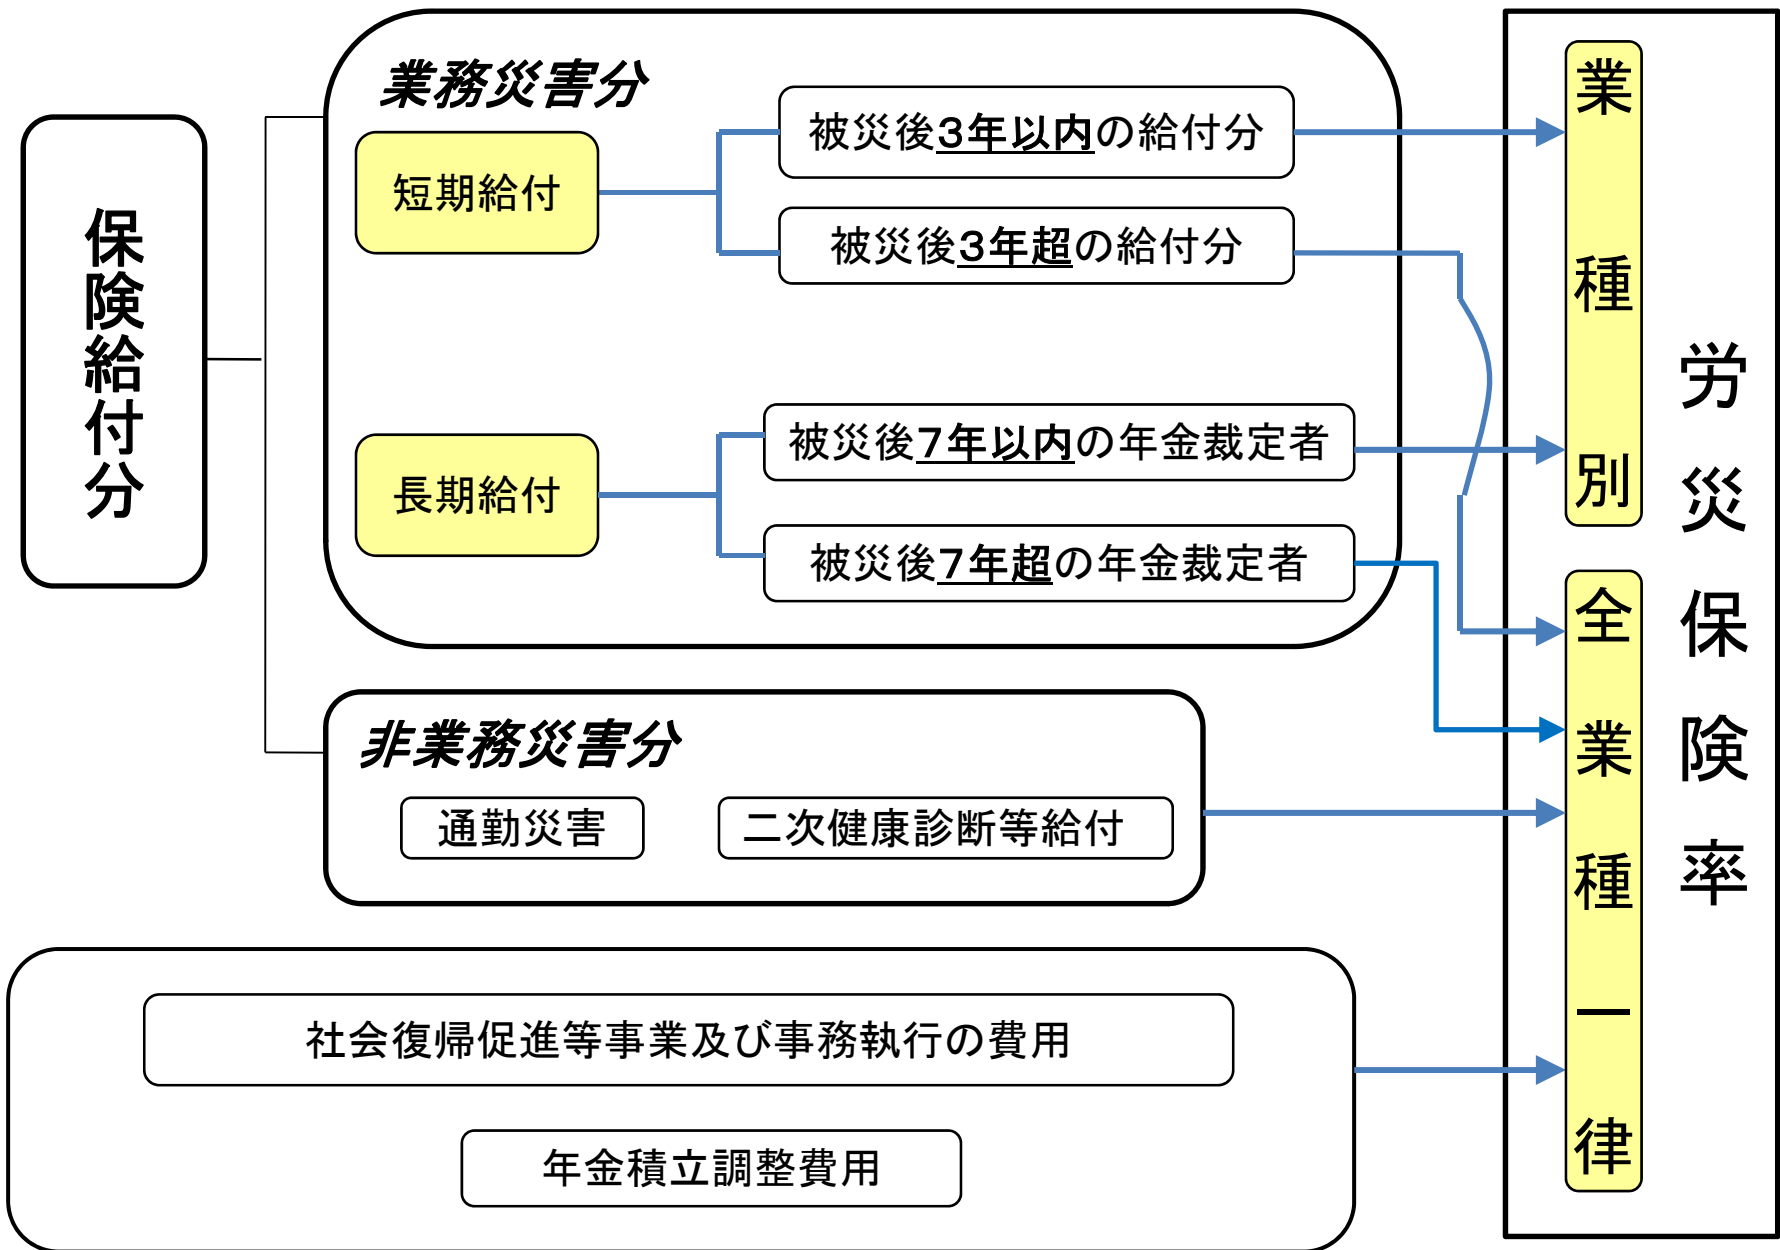 保険給付分
業務災害分
短期給付
被災後3年以内の給付分
被災後3年超の給付分
長期給付
被災後7年以内の年金裁定者
被災後7年超の年金裁定者
非業務災害分
通勤災害
二次健康診断等給付
社会復帰促進等事業及び事務執行の費用
年金積立調整費用
業種別
全業種一律
労災保険率